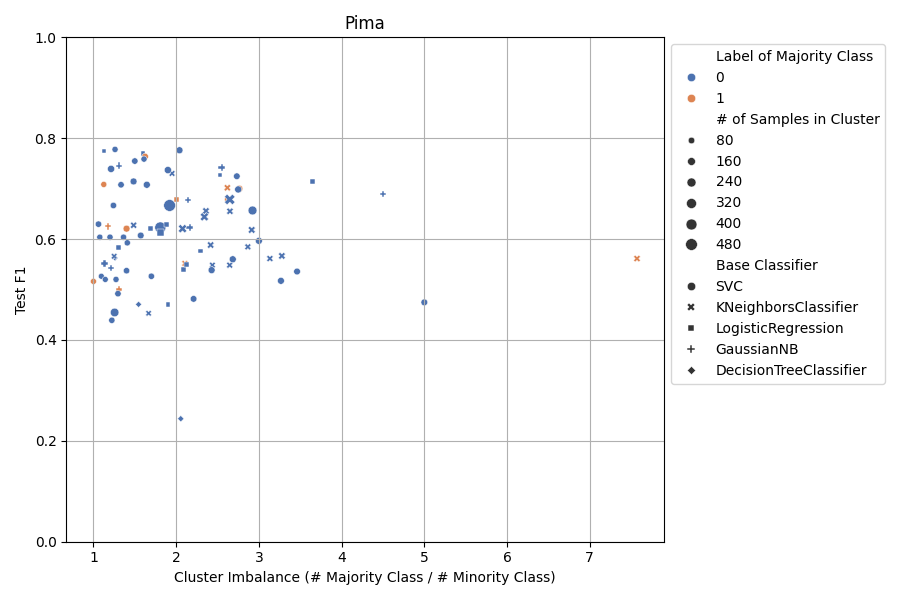 Pima
1.0
0.8
0.6
0.4
0.2
0.0
Test F1
1 2 3 4 5 6 7
Cluster Imbalance (# Majority Class / # Minority Class)
Label of Majority Class
0
1
# of Samples in Cluster
80
160
240
320
400
480
Base Classifier
SVC
KNeighborsClassifier
LogisticRegression
GaussianNB
DecisionTreeClassifier